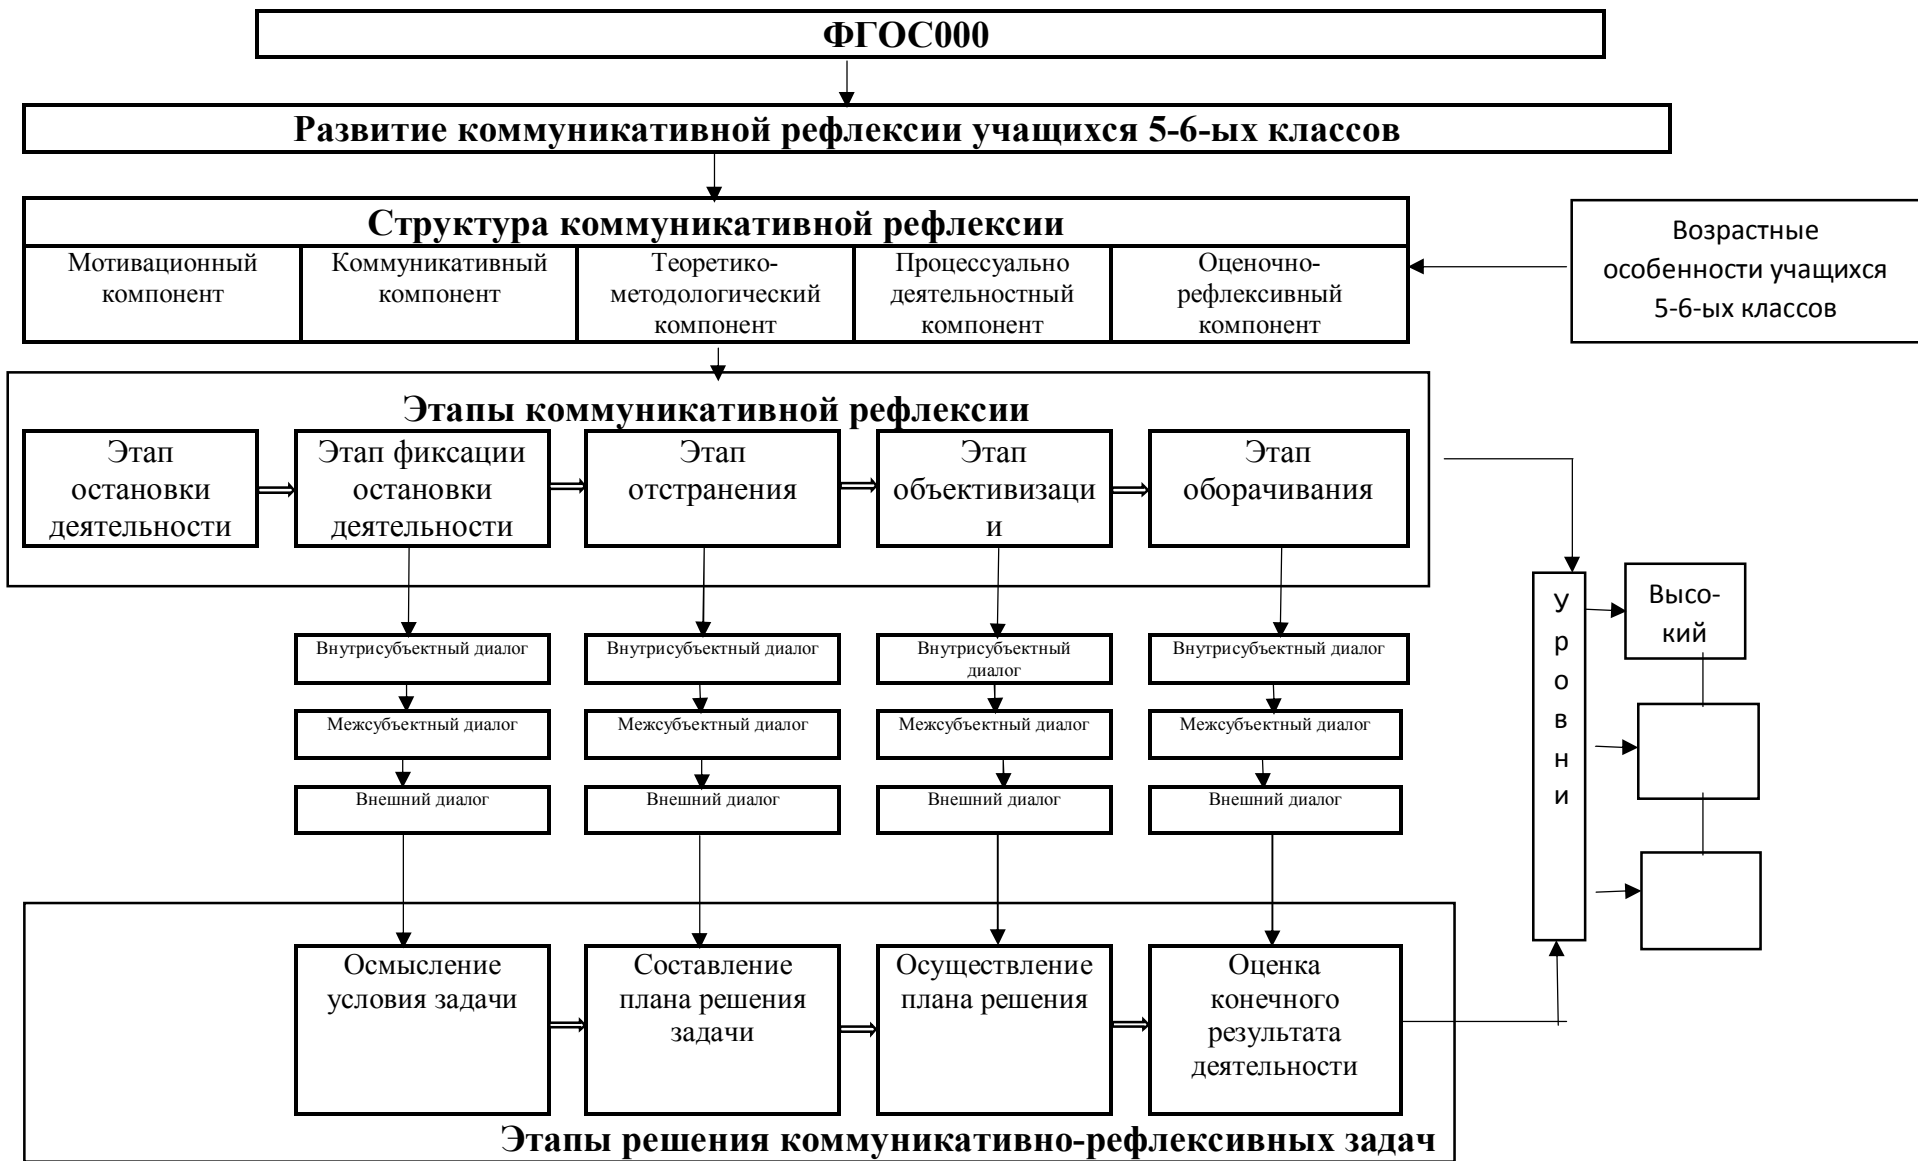 ФГОС000
Развитие коммуникативной рефлексии учащихся 5-6-ых классов
Структура коммуникативной рефлексии
Мотивационный
компонент
Коммуникативный
компонент
Теоретико-
методологический
компонент
Процессуально
деятельностный
компонент
Оценочно-
рефлексивный
компонент
Возрастные
особенности учащихся
5-6-ых классов
Этапы коммуникативной рефлексии
Этап
остановки
деятельности
Этап фиксации
остановки
деятельности
Этап
отстранения
Этап
объективизаци
и
Этап
оборачивания
Внутрисубъектный диалог
Внутрисубъектный диалог
Внутрисубъектный
диалог
Внутрисубъектный диалог
Межсубъектный диалог
Межсубъектный диалог
Межсубъектный диалог
Межсубъектный диалог
Внешний диалог
Внешний диалог
Внешний диалог
Внешний диалог
У
р
о
в
н
и
Высо-
кий
Осмысление
условия задачи
Составление
плана решения
задачи
Осуществление
плана решения
Оценка
конечного
результата
деятельности
Этапы решения коммуникативно-рефлексивных задач